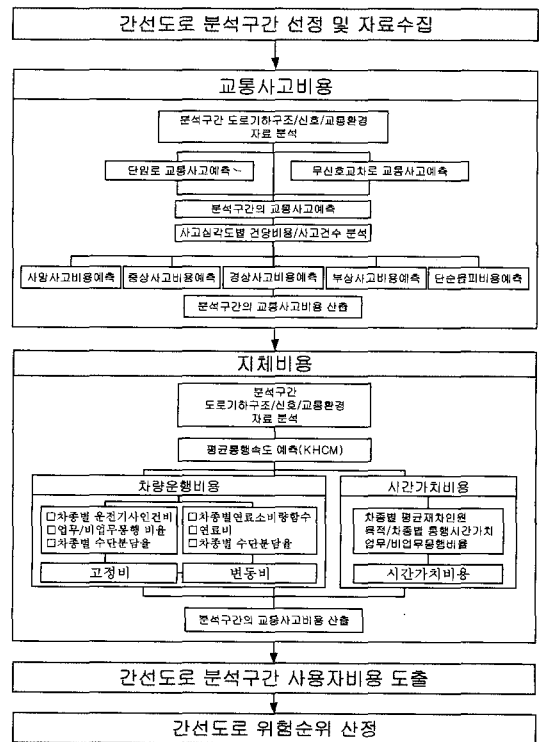 간선도로 분석구간 선정 및 자료수집
교통사고비용
분석구간 도로기하구조/신호/교통환경
자료 분석
단일로 교통사고예측
무신호교차로 교통사고예측
분석구간의 교통사고예측
사고심각도별 건당비용/사고건수 분석
사망사고비용예측
중상사고비용예측
경상사고비용예측
부상사고비용예측
단순물피비용예측
분석구간의 교통사고비용 산출
지체비용
분석구간
도로기하구조/신호/교통환경
자료 분석
평균통행속도 예측(KHCM)
차량운행비용
□차종별 운전기사인건비
□업무/비업무통행 비율
□차종별 수단분담율
고정비
□차종별연료소비량함수
□연료비
□차종별 수단분담율
변동비
시간가치비용
차종별 평균재차인원
목적/차종별 통행시간가치
업무/비업무통행비율
시간가치비용
분석구간의 교통사고비용 산출
간선도로 분석구간 사용자비용 도출
간선도로 위험순위 산정